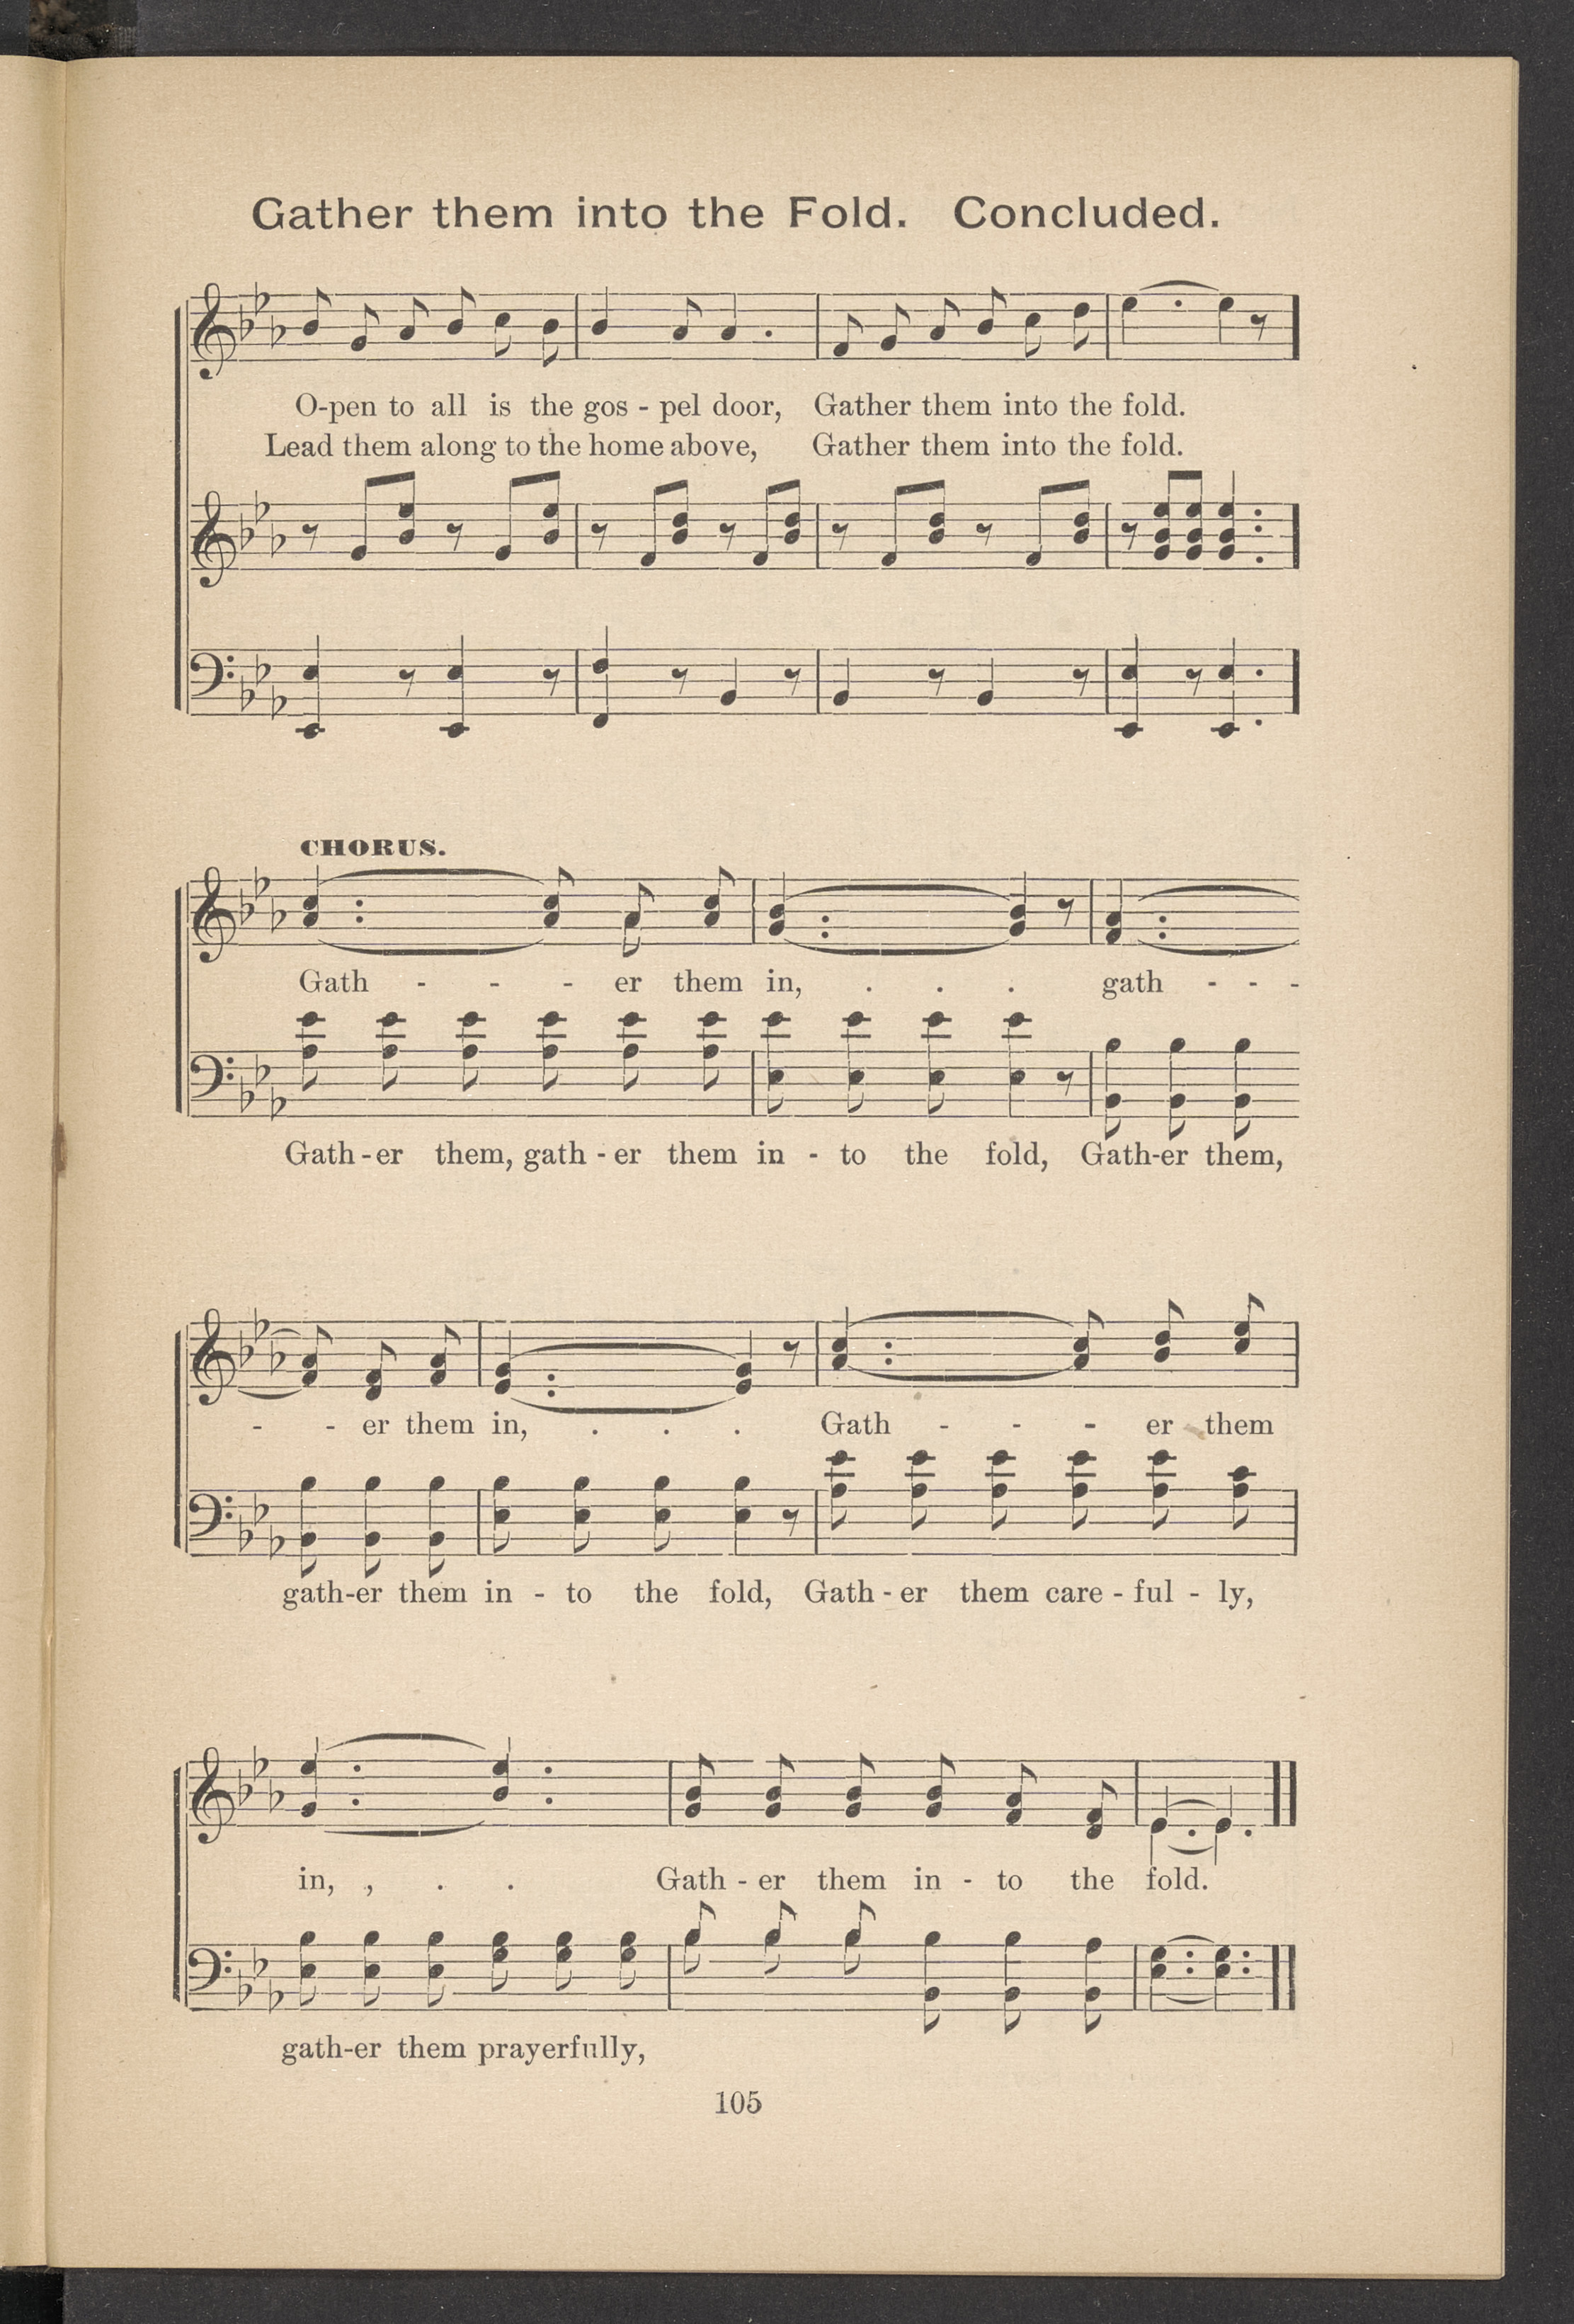 Gather them into the Fold. Concluded.
O-pen to all is the gos - pel door, Gather them into the fold.
Lead them along to the home above, Gather them into the fold.
CHORUS.
Gath - - - er them in, . . . gath - - -
Gath - er them, gath - er them in - to the fold, Gath-er them,
- - er them in, . . . Gath - - - er them
gath-er them in - to the fold, Gath - er them care - ful - ly,
in, , . . Gath - er them in - to the fold.
gath-er them prayerfully,
105